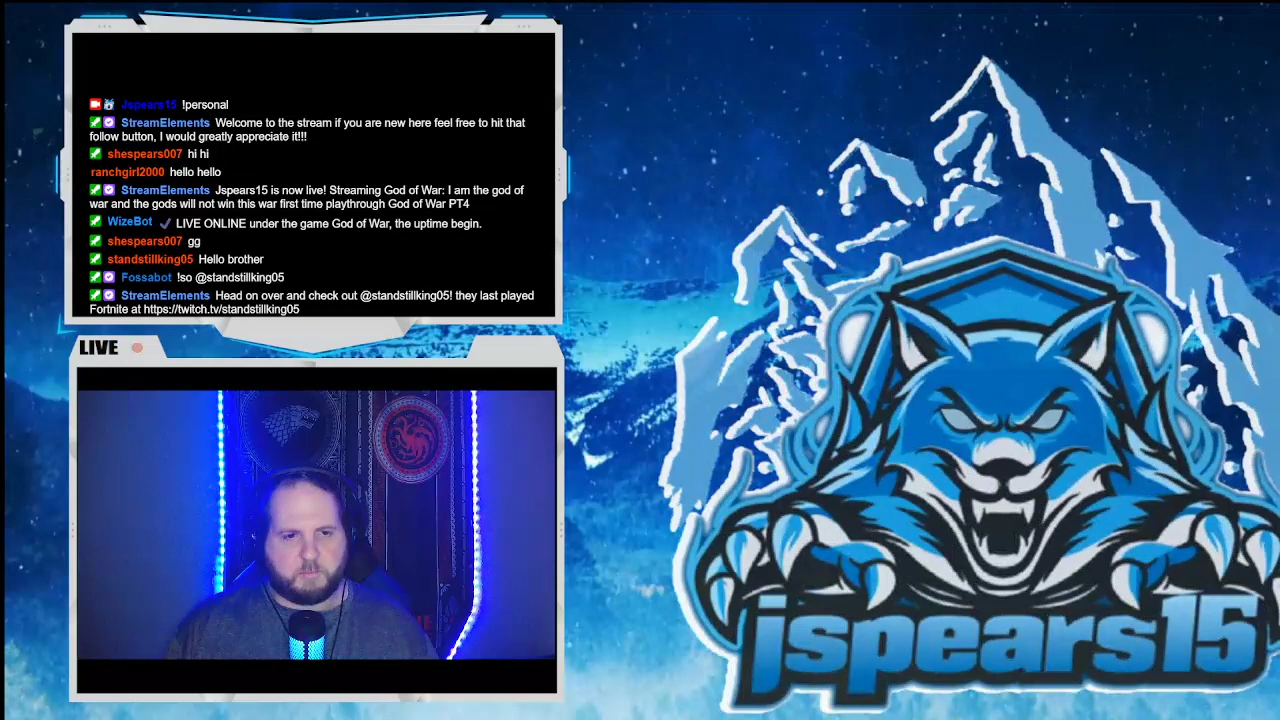 Jspears15 !personal
StreamElements Welcome to the stream if you are new here feel free to hit that
follow button, I would greatly appreciate it!!!
shespears007 hi hi
ranchgirl2000 hello hello
StreamElements Jspears15 is now live! Streaming God of War: I am the god of
war and the gods will not win this war first time playthrough God of War PT4
WizeBot ✔ LIVE ONLINE under the game God of War, the uptime begin.
shespears007 gg
standstillking05 Hello brother
Fossabot !so @standstillking05
StreamElements Head on over and check out @standstillking05! they last played
Fortnite at https://twitch.tv/standstillking05
LIVE
jspears15